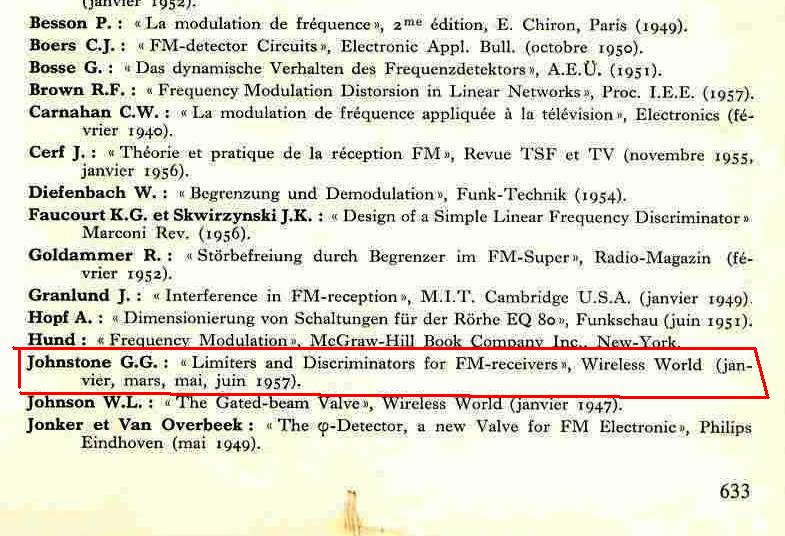 (janvier 1952).
Besson P. : « La modulation de fréquence », 2me édition, E. Chiron, Paris (1949).
Boers C.J. : « FM-detector Circuits », Electronic Appl. Bull. (octobre 1950).
Bosse G. : « Das dynamische Verhalten des Frequenzdetektors », A.E.Ü. (1951).
Brown R.F. : « Frequency Modulation Distorsion in Linear Networks », Proc. I.E.E. (1957).
Carnahan C.W. : « La modulation de fréquence appliquée à la télévision », Electronics (fé-
vrier 1940).
Cerf J. : « Théorie et pratique de la réception FM », Revue TSF et TV (novembre 1955,
janvier 1956).
Diefenbach W. : « Begrenzung und Demodulation », Funk-Technik (1954).
Faucourt K.G. et Skwirzynski J.K. : « Design of a Simple Linear Frequency Discriminator »
Marconi Rev. (1956).
Goldammer R. : « Störbefreiung durch Begrenzer im FM-Super », Radio-Magazin (fé-
vrier 1952).
Granlund J. : « Interference in FM-reception », M.I.T. Cambridge U.S.A. (janvier 1949).
Hopf A. : « Dimensionierung von Schaltungen für der Rörhe EQ 80 », Funkschau (juin 1951).
Hund : « Frequency Modulation », McGraw-Hill Book Company Inc., New-York.
Johnstone G.G. : « Limiters and Discriminators for FM-receivers », Wireless World (jan-
vier, mars, mai, juin 1957).
Johnson W.L. : « The Gated-beam Valve », Wireless World (janvier 1947).
Jonker et Van Overbeek : « The φ-Detector, a new Valve for FM Electronic », Philips
Eindhoven (mai 1949).
633